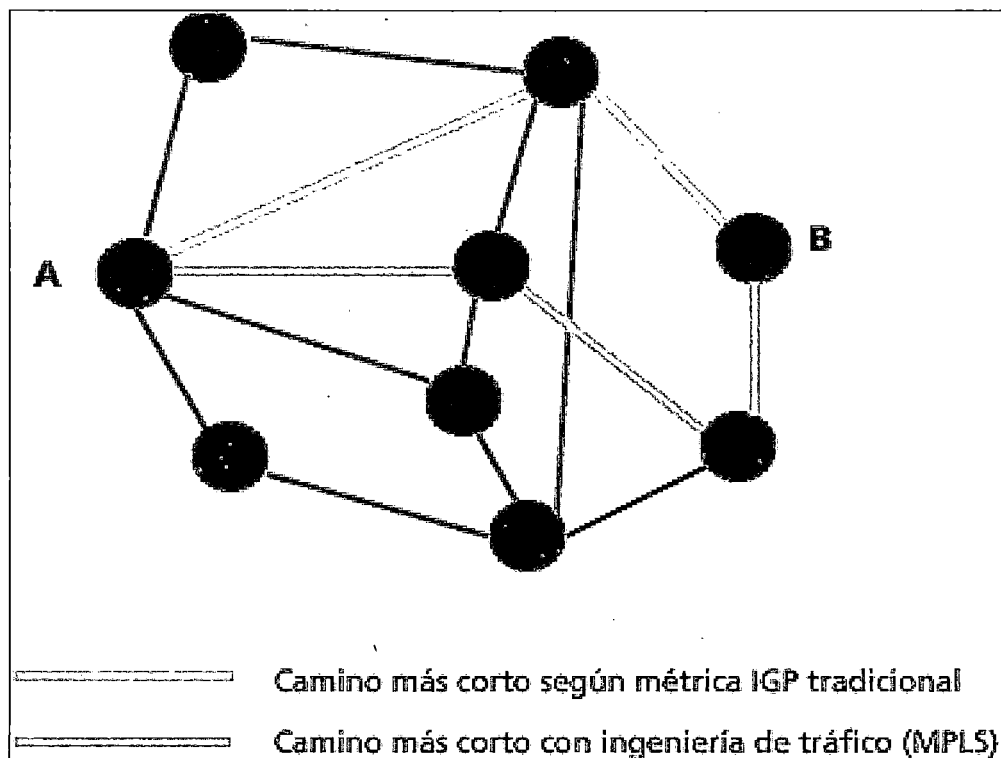 A
B
Camino más corto según métrica IGP tradicional
Camino más corto con ingeniería de tráfico (MPLS)